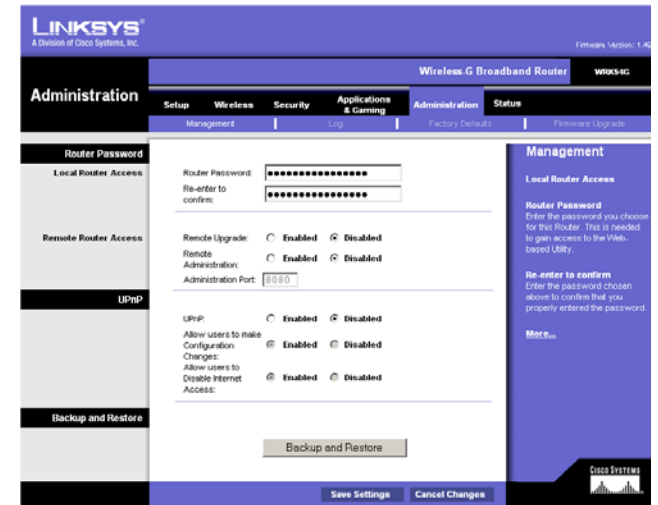 LINKSYS®
A Division of Cisco Systems, Inc.
Firmware Version: 1.40
Wireless-G Broadband Router WRK54G
Administration
Setup Wireless Security Applications & Gaming Administration Status
Management Log Factory Defaults Firmware Upgrade
Router Password
Local Router Access
Router Password:
Re-enter to
confirm:
Remote Router Access
Remote Upgrade: Enabled Disabled
Remote
Administration: Enabled Disabled
Administration Port: 8080
UPnP
UPnP: Enabled Disabled
Allow users to make
Configuration Enabled Disabled
Changes:
Allow users to
Disable Internet Enabled Disabled
Access:
Backup and Restore
Backup and Restore
Save Settings Cancel Changes
Management
Local Router Access
Router Password
Enter the password you choose
for this Router. This is needed
to gain access to the Web-
based Utility.
Re-enter to confirm
Enter the password chosen
above to confirm that you
properly entered the password.
More...
CISCO SYSTEMS